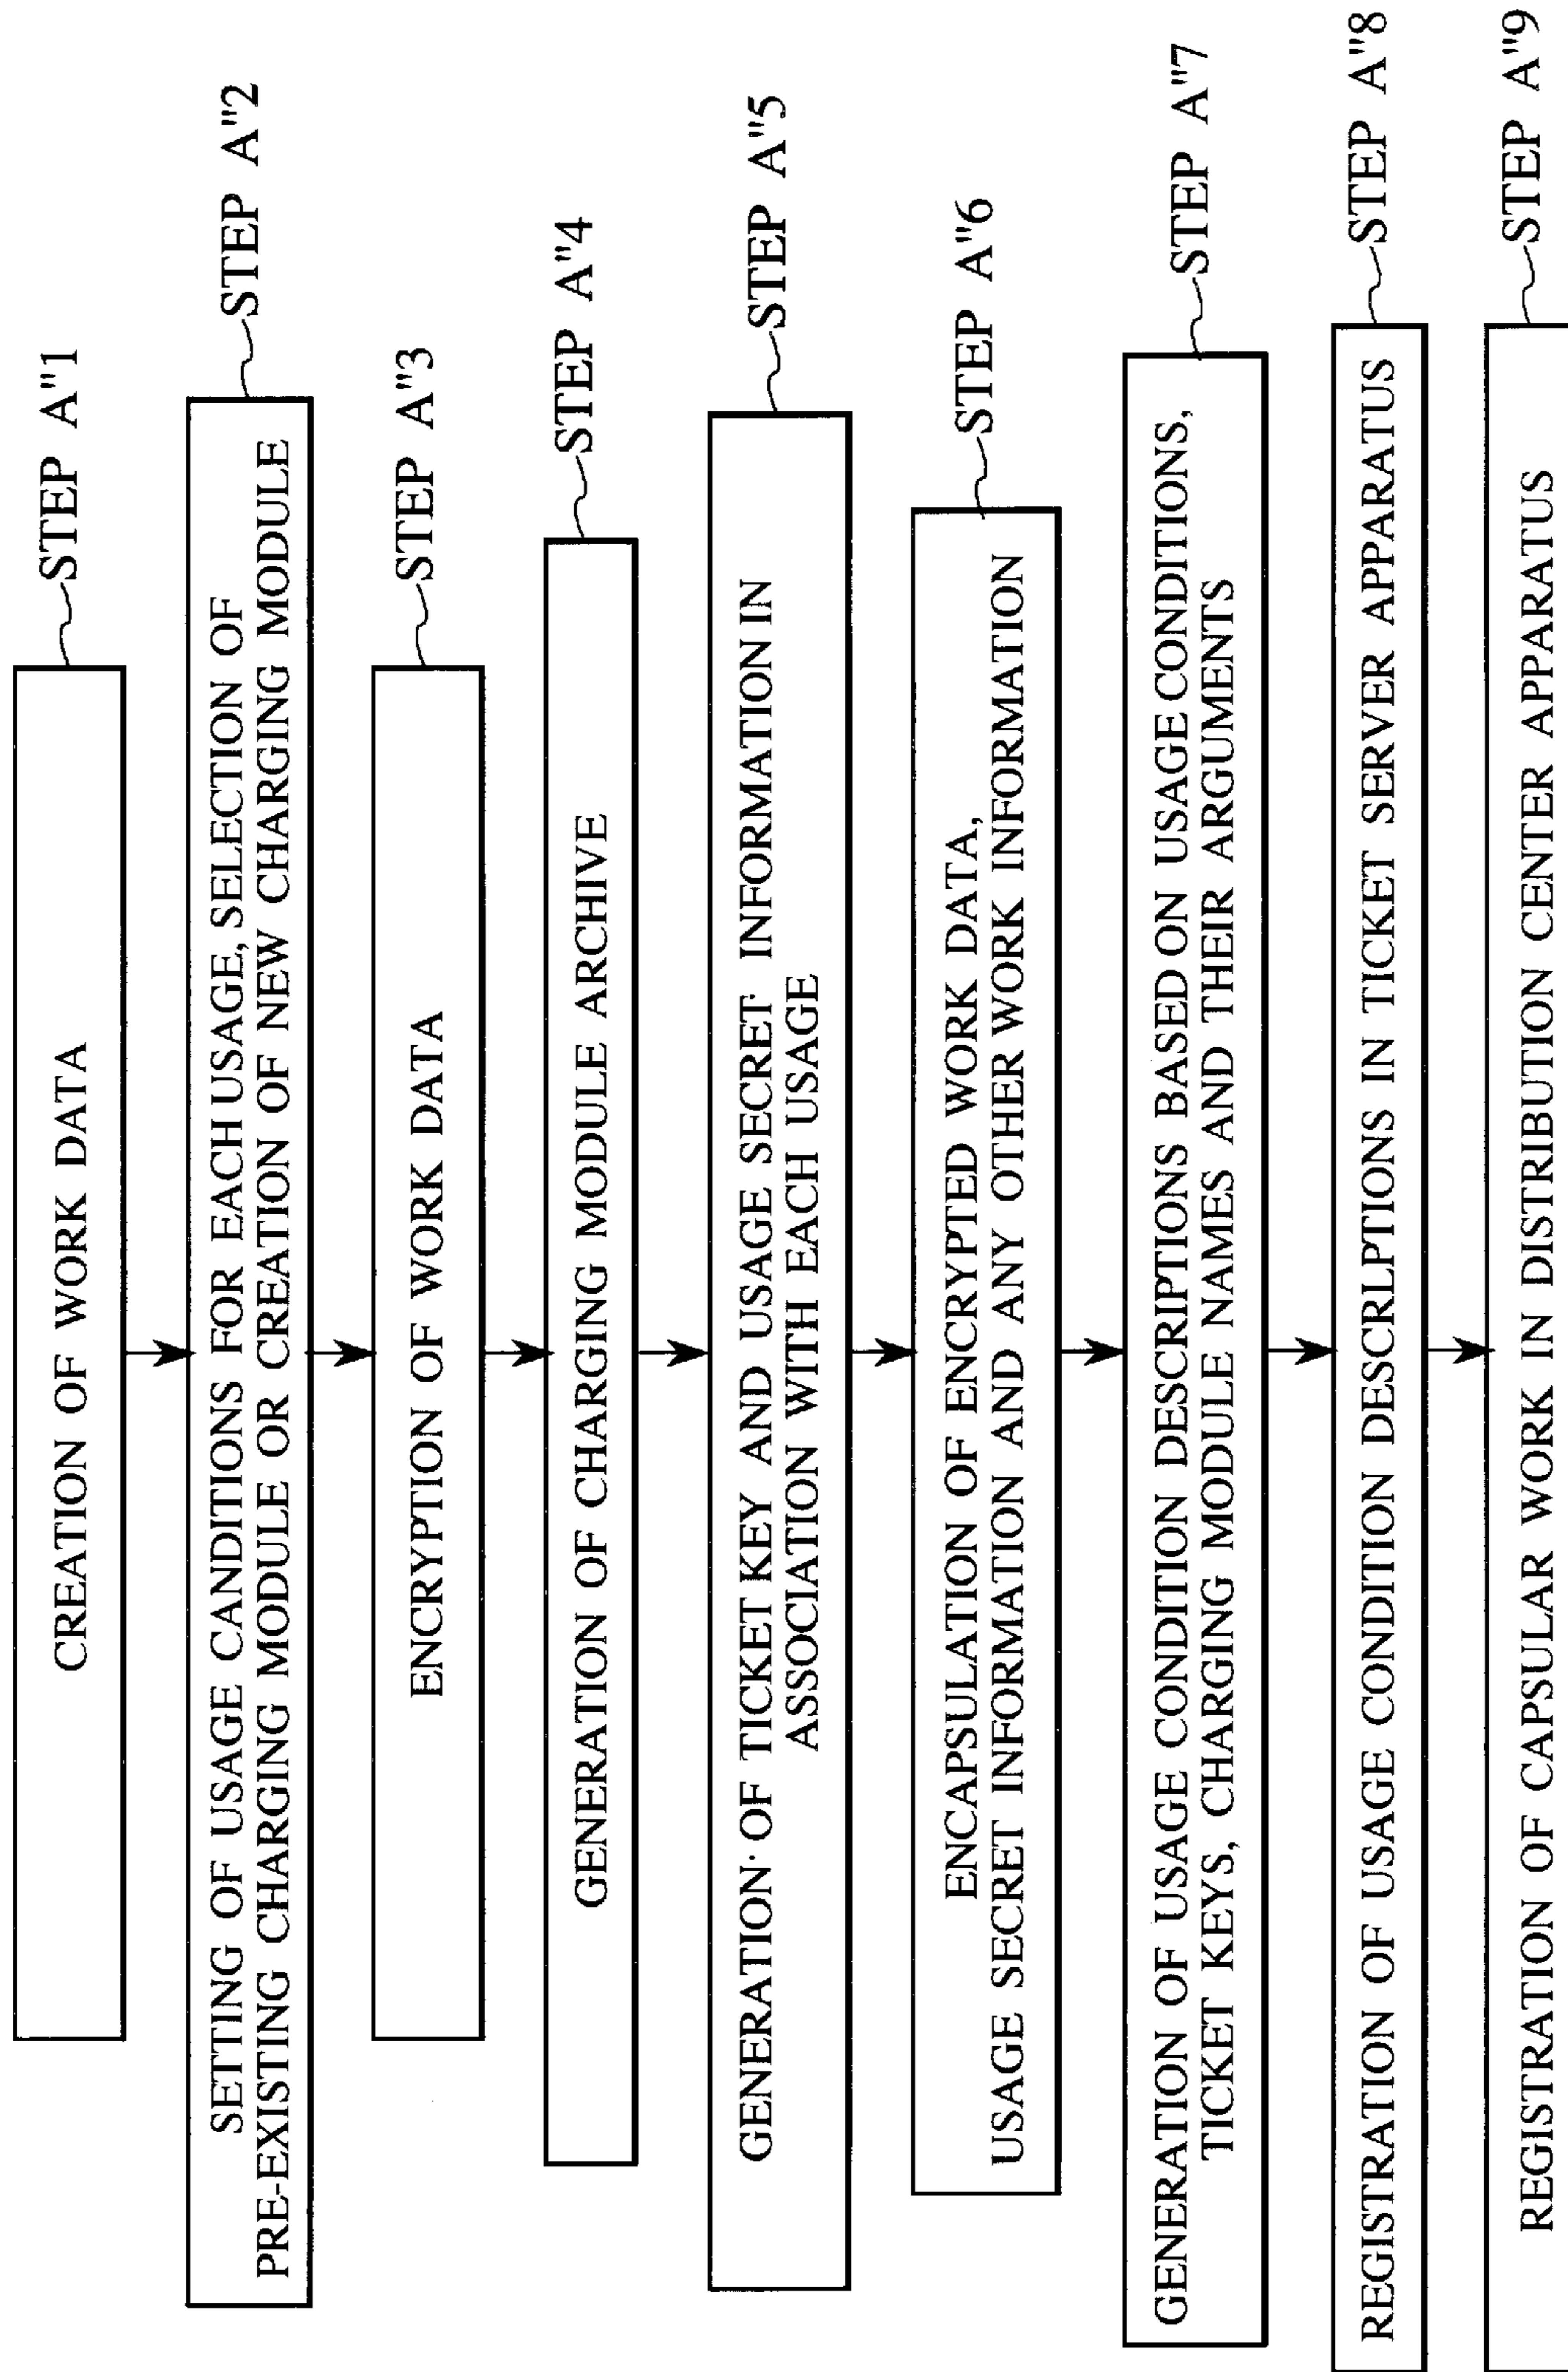 CREATION OF WORK DATA
STEP A"1
SETTING OF USAGE CANDITIONS FOR EACH USAGE, SELECTION OF
PRE-EXISTING CHARGING MODULE OR CREATION OF NEW CHARGING MODULE
STEP A"2
ENCRYPTION OF WORK DATA
STEP A"3
GENERATION OF CHARGING MODULE ARCHIVE
STEP A"4
GENERATION OF TICKET KEY AND USAGE SECRET INFORMATION IN
ASSOCIATION WITH EACH USAGE
STEP A"5
ENCAPSULATION OF ENCRYPTED WORK DATA,
USAGE SECRET INFORMATION AND ANY OTHER WORK INFORMATION
STEP A"6
GENERATION OF USAGE CONDITION DESCRIPTIONS BASED ON USAGE CONDITIONS,
TICKET KEYS, CHARGING MODULE NAMES AND THEIR ARGUMENTS
STEP A"7
REGISTRATION OF USAGE CONDITION DESCRLPTIONS IN TICKET SERVER APPARATUS
STEP A"8
REGISTRATION OF CAPSULAR WORK IN DISTRIBUTION CENTER APPARATUS
STEP A"9